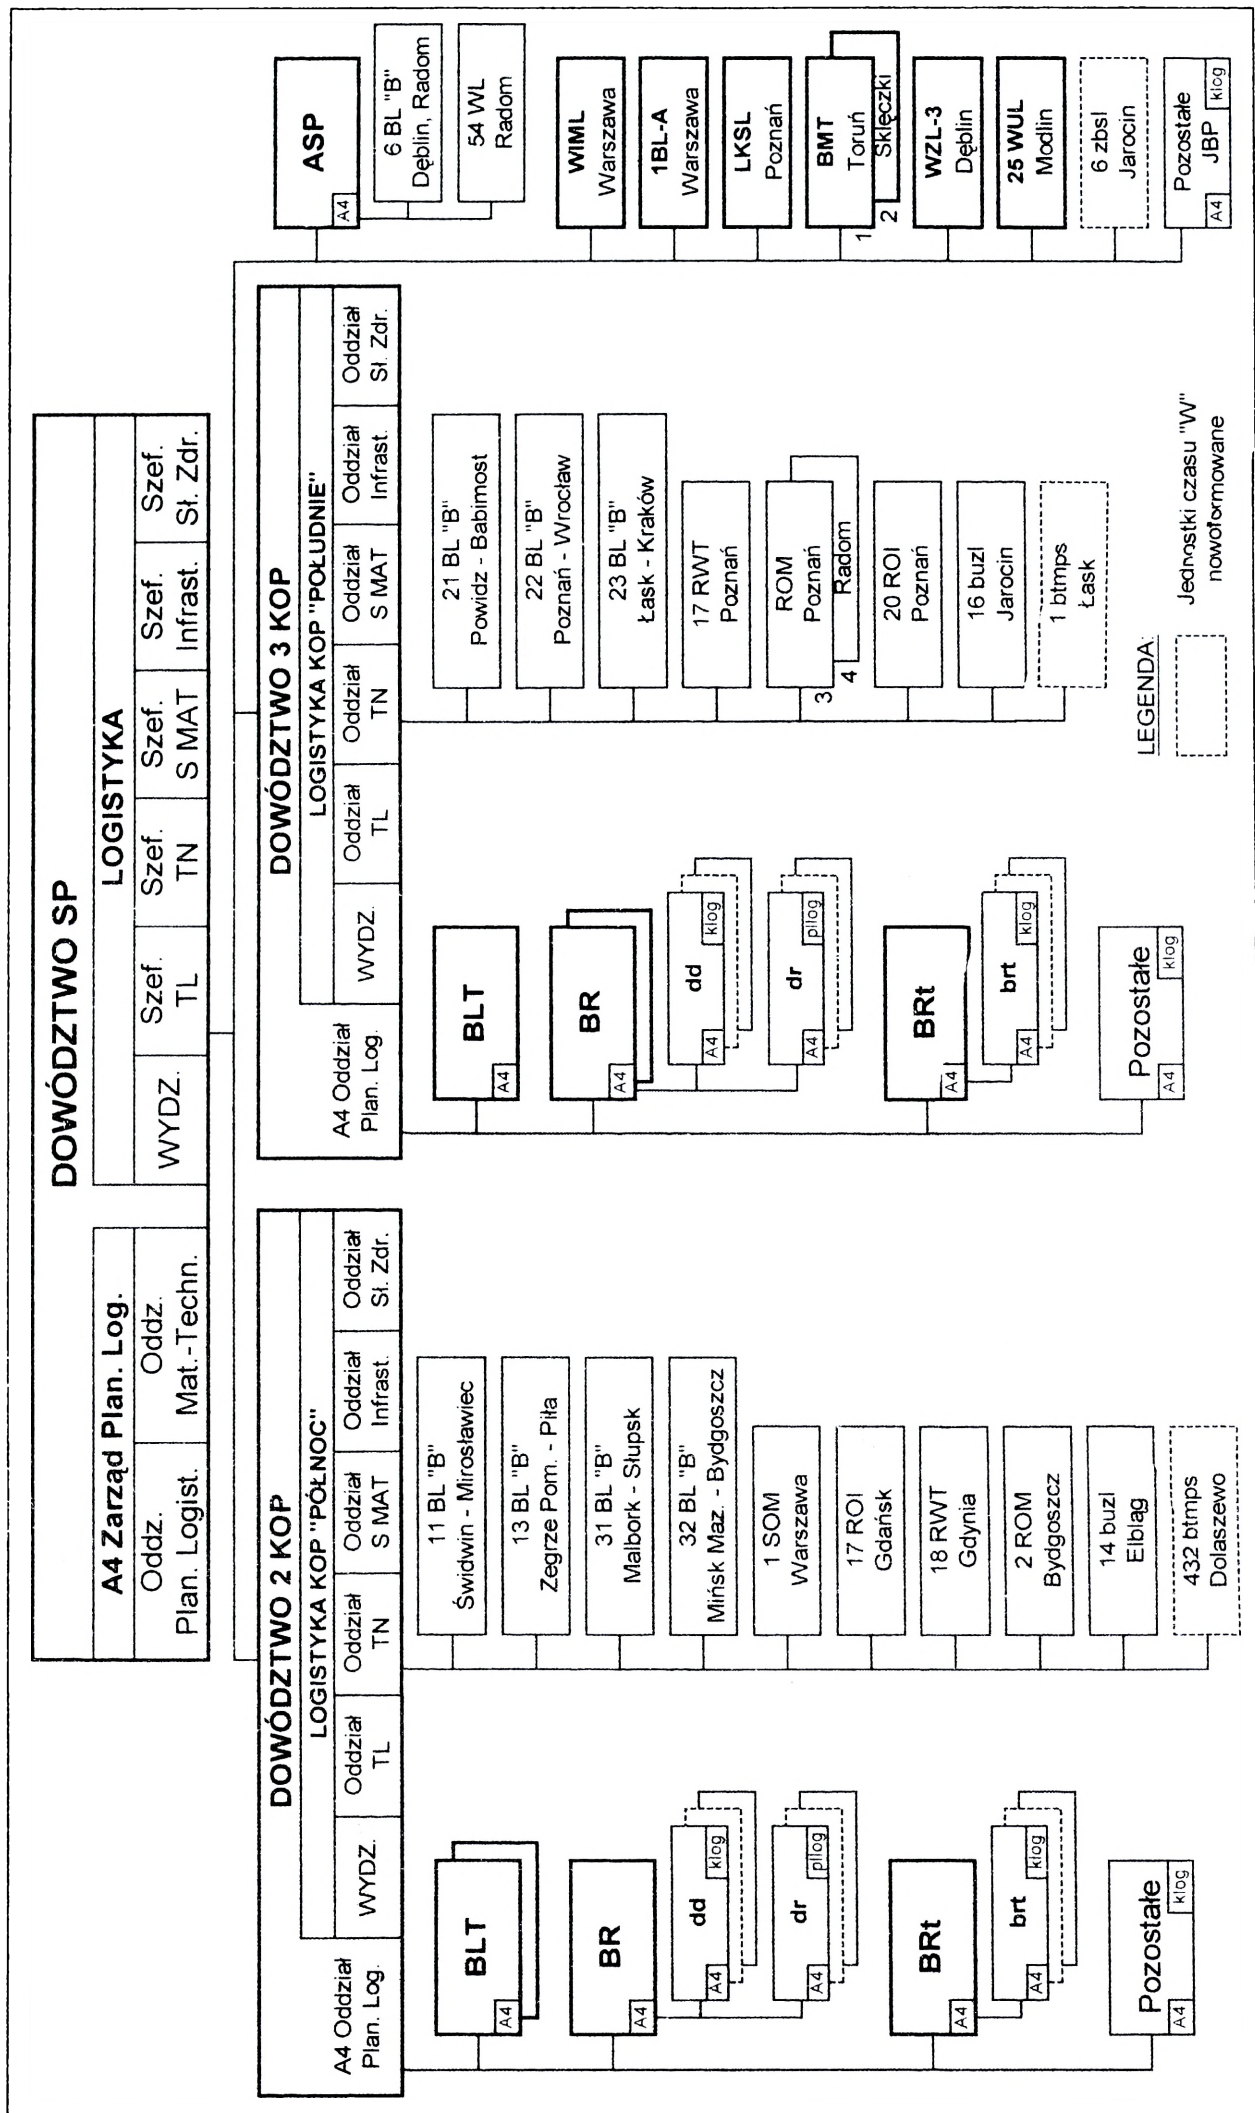 DOWÓDZTWO SP
A4 Zarząd Plan. Log.
Oddz.
Plan. Logist.
Oddz.
Mat.-Techn.
LOGISTYKA
WYDZ.
Szef.
TL
Szef.
TN
Szef.
S MAT
Szef.
Infrast.
Szef.
Sł. Zdr.
DOWÓDZTWO 2 KOP
A4 Oddział
Plan. Log.
LOGISTYKA KOP "PÓŁNOC"
WYDZ.
Oddział
TL
Oddział
TN
Oddział
S MAT
Oddział
Infrast.
Oddział
Sł. Zdr.
BLT
A4
BR
A4
dd
A4
klog
dr
A4
pllog
BRt
A4
brt
A4
klog
Pozostałe
A4
klog
11 BL "B"
Świdwin - Mirosławiec
13 BL "B"
Zegrze Pom. - Piła
31 BL "B"
Malbork - Słupsk
32 BL "B"
Mińsk Maz. - Bydgoszcz
1 SOM
Warszawa
17 ROI
Gdańsk
18 RWT
Gdynia
2 ROM
Bydgoszcz
14 buzl
Elbląg
432 btmps
Dolaszewo
DOWÓDZTWO 3 KOP
A4 Oddział
Plan. Log.
LOGISTYKA KOP "POŁUDNIE"
WYDZ.
Oddział
TL
Oddział
TN
Oddział
S MAT
Oddział
Infrast.
Oddział
Sł. Zdr.
BLT
A4
BR
A4
dd
A4
klog
dr
A4
pllog
BRt
A4
brt
A4
klog
Pozostałe
A4
klog
21 BL "B"
Powidz - Babimost
22 BL "B"
Poznań - Wrocław
23 BL "B"
Łask - Kraków
17 RWT
Poznań
ROM
3 Poznań
4 Radom
20 ROI
Poznań
16 buzl
Jarocin
1 btmps
Łask
LEGENDA:
Jednostki czasu "W"
nowoformowane
ASP
A4
6 BL "B"
Dęblin, Radom
54 WL
Radom
WIML
Warszawa
1BL-A
Warszawa
LKSL
Poznań
BMT
1 Toruń
2 Sklęczki
WZL-3
Dęblin
25 WUL
Modlin
6 zbsl
Jarocin
Pozostałe
JBP
A4
klog